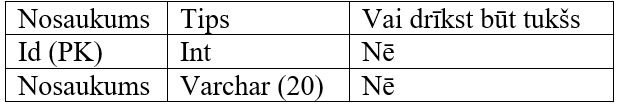 Nosaukums Tips Vai drīkst būt tukšs
Id (PK) Int Nē
Nosaukums Varchar (20) Nē